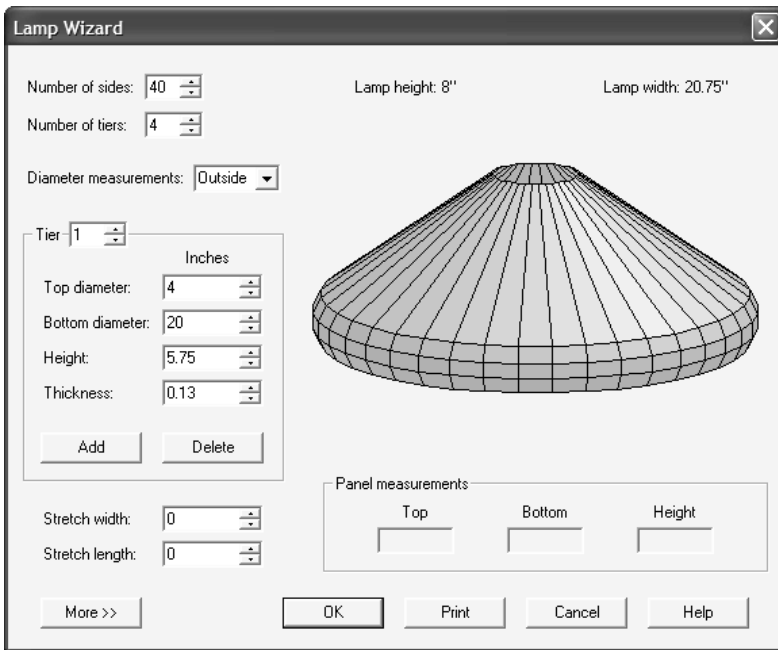 Lamp Wizard
Number of sides: 40
Lamp height: 8"
Lamp width: 20.75"
Number of tiers: 4
Diameter measurements: Outside
Tier 1
Inches
Top diameter: 4
Bottom diameter: 20
Height: 5.75
Thickness: 0.13
Add
Delete
Stretch width: 0
Stretch length: 0
Panel measurements
Top
Bottom
Height
More >>
OK
Print
Cancel
Help